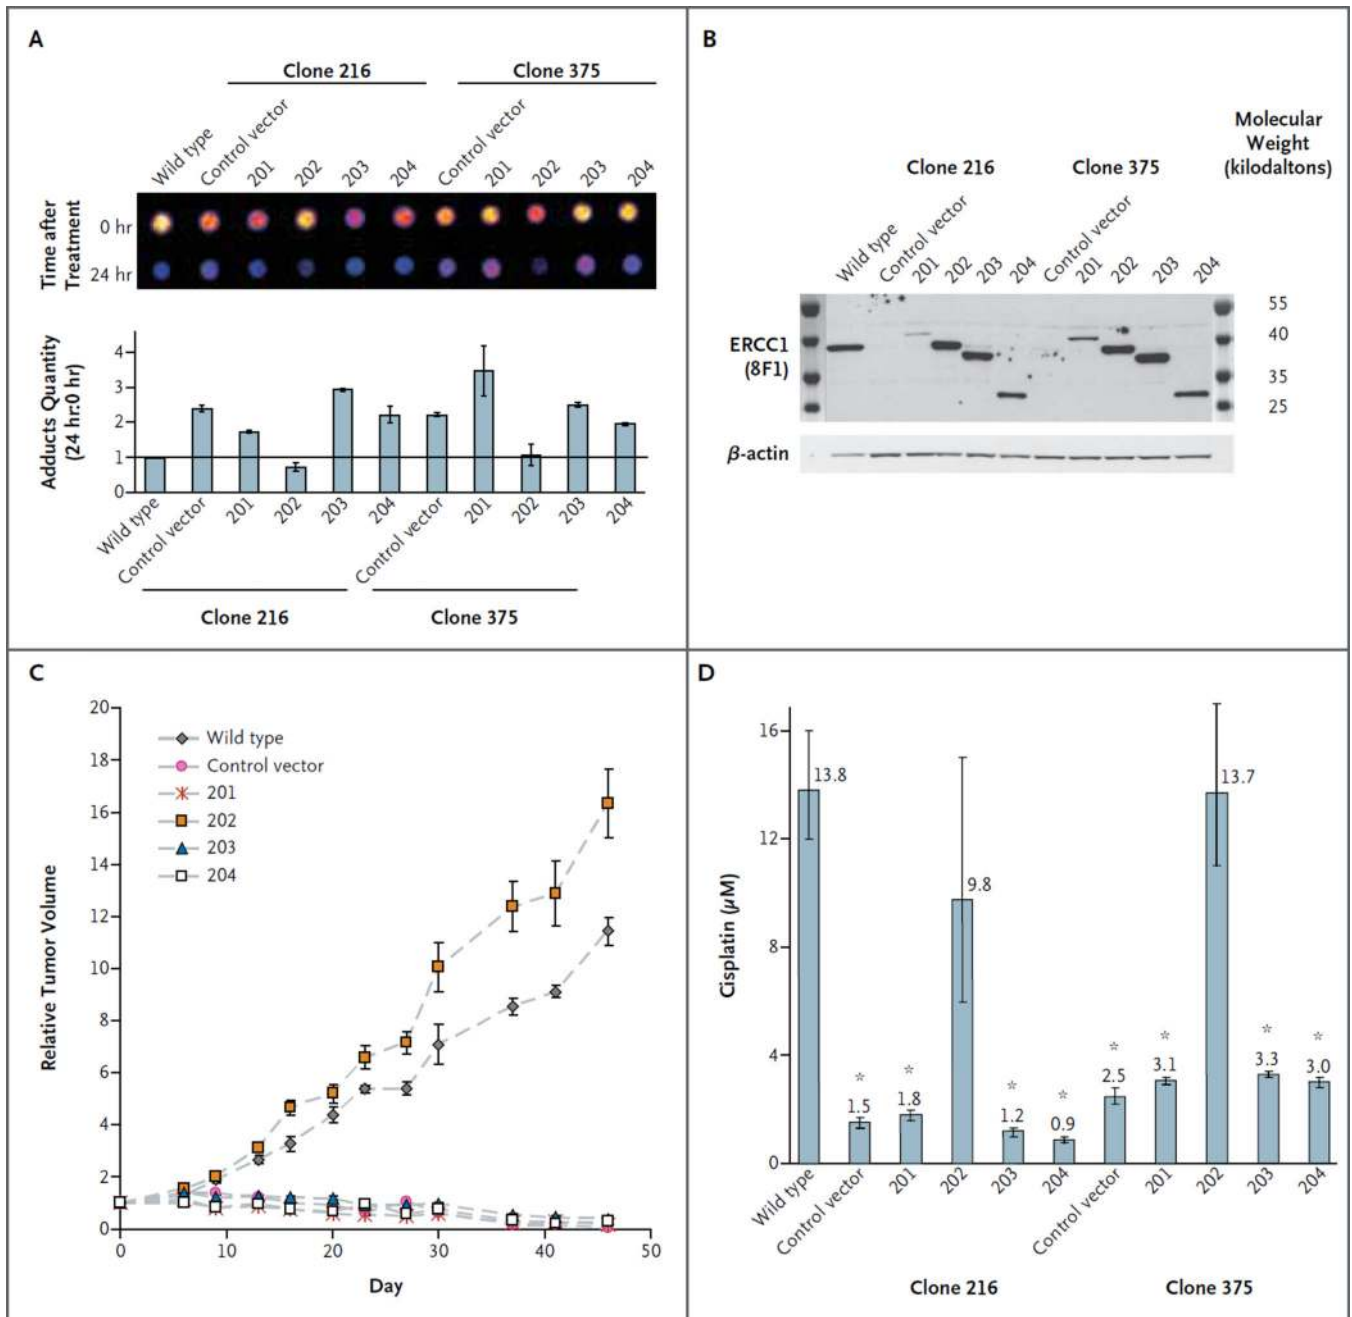 A
Clone 216
Clone 375
Wild type
Control vector
201
202
203
204
Control vector
201
202
203
204
Time after
Treatment
0 hr
24 hr
Adducts Quantity
(24 hr:0 hr)
4
3
2
1
0
Wild type
Control vector
201
202
203
204
Control vector
201
202
203
204
Clone 216
Clone 375
B
Molecular
Weight
(kilodaltons)
Clone 216
Clone 375
Wild type
Control vector
201
202
203
204
Control vector
201
202
203
204
ERCC1
(8F1)
55
40
35
25
β-actin
C
Relative Tumor Volume
20
18
16
14
12
10
8
6
4
2
0
Wild type
Control vector
201
202
203
204
0
10
20
30
40
50
Day
D
Cisplatin (µM)
16
12
8
4
0
13.8
1.5
1.8
9.8
1.2
0.9
2.5
3.1
13.7
3.3
3.0
Wild type
Control vector
201
202
203
204
Control vector
201
202
203
204
Clone 216
Clone 375